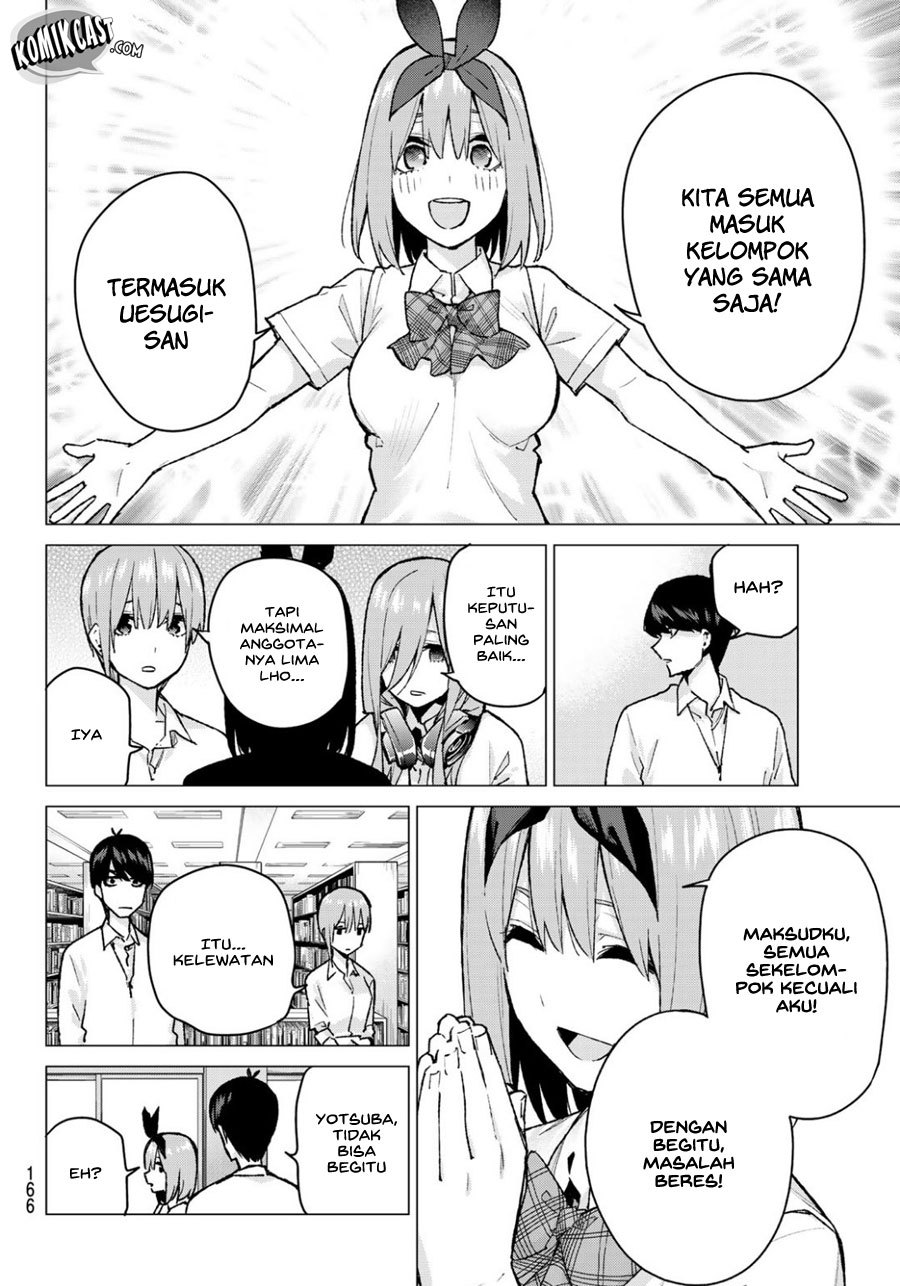 KOMIKCAST.COM
KITA SEMUA
MASUK
KELOMPOK
YANG SAMA
SAJA!
TERMASUK
UESUGI-
SAN
HAH?
ITU
KEPUTU-
SAN
PALING
BAIK...
TAPI
MAKSIMAL
ANGGOTA-
NYA LIMA
LHO...
IYA
MAKSUDKU,
SEMUA
SEKELOM-
POK KECUALI
AKU!
DENGAN
BEGITU,
MASALAH
BERES!
ITU...
KELEWATAN
YOTSUBA,
TIDAK
BISA
BEGITU
EH?
166